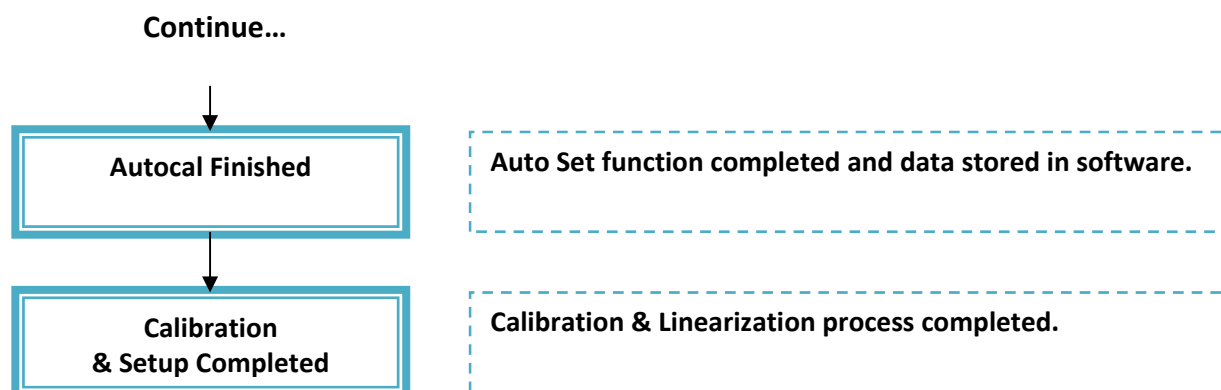 Continue…
Autocal Finished
Auto Set function completed and data stored in software.
Calibration
& Setup Completed
Calibration & Linearization process completed.